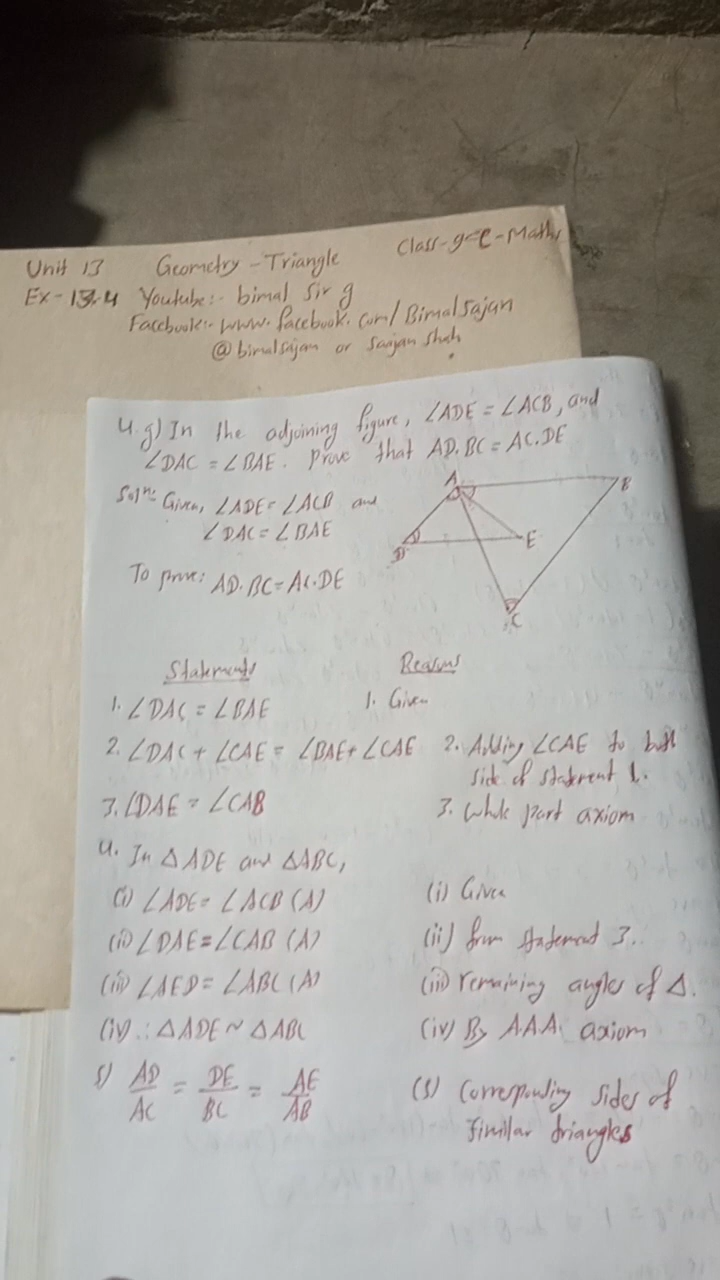 Unit 13 Geometry - Triangle Class-9 C-Maths
Ex-13.4 Youtube:- bimal Sir g
Facebook:- www.facebook.com/Bimalsajan
@bimalsajan or Sanjan Shah
4. g) In the adjoining figure, ∠ADE = ∠ACB, and
∠DAC = ∠BAE. Prove that AD.BC = AC.DE
Solⁿ: Given, ∠ADE = ∠ACB and
∠DAC = ∠BAE
To prove: AD.BC = AC.DE
A
B
D
E
C
Statements Reasons
1. ∠DAC = ∠BAE 1. Given
2. ∠DAC + ∠CAE = ∠BAE + ∠CAE 2. Adding ∠CAE to both
side of statement 1.
3. ∠DAE = ∠CAB 3. Whole part axiom
4. In △ADE and △ABC,
(i) ∠ADE = ∠ACB (A) (i) Given
(ii) ∠DAE = ∠CAB (A) (ii) from statement 3.
(iii) ∠AED = ∠ABC (A) (iii) remaining angles of △.
(iv) ∴ △ADE ~ △ABC (iv) By A.A.A. axiom
5) AD/AC = DE/BC = AE/AB (5) Corresponding sides of
similar triangles